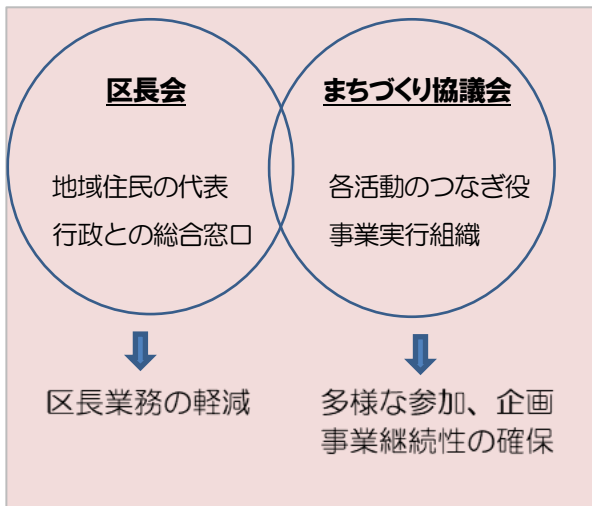 区長会
地域住民の代表
行政との総合窓口
まちづくり協議会
各活動のつなぎ役
事業実行組織
区長業務の軽減
多様な参加、企画
事業継続性の確保